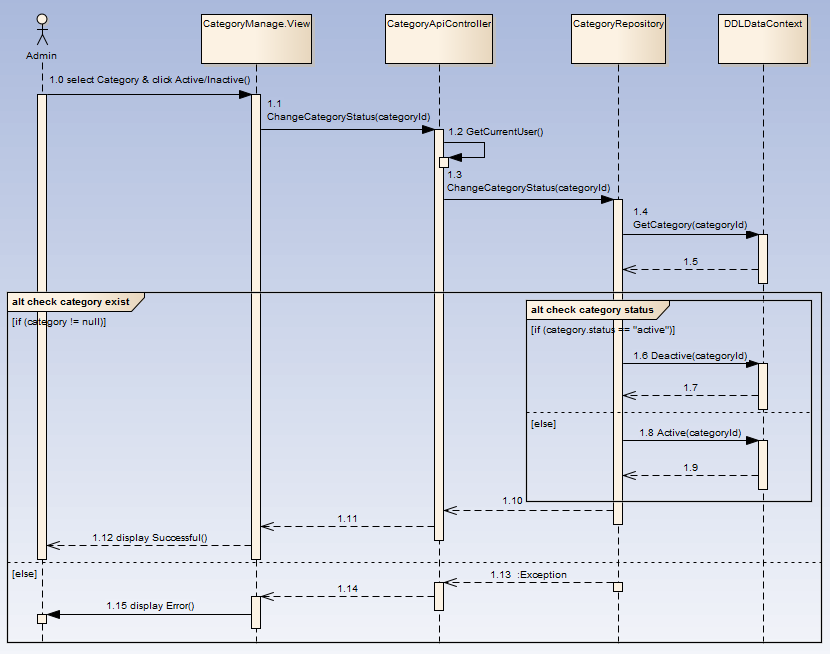 CategoryManage.View
CategoryApiController
CategoryRepository
DDLDataContext
Admin
1.0 select Category & click Active/Inactive()
1.1
ChangeCategoryStatus(categoryId)
1.2 GetCurrentUser()
1.3
ChangeCategoryStatus(categoryId)
1.4
GetCategory(categoryId)
1.5
alt check category exist
[if (category != null)]
alt check category status
[if (category.status == "active")]
1.6 Deactive(categoryId)
1.7
[else]
1.8 Active(categoryId)
1.9
1.10
1.11
1.12 display Successful()
[else]
1.13 :Exception
1.14
1.15 display Error()